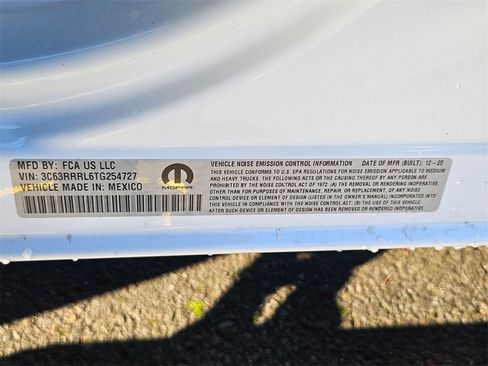 MFD BY: FCA US LLC
VIN: 3C63RRRL6TG254727
VEHICLE MADE IN: MEXICO
MOPAR
VEHICLE NOISE EMISSION CONTROL INFORMATION DATE OF MFR (BUILT): 12-25
THIS VEHICLE CONFORMS TO U.S. EPA REGULATIONS FOR NOISE EMISSION APPLICABLE TO MEDIUM
AND HEAVY TRUCKS. THE FOLLOWING ACTS OR THE CAUSING THEREOF BY ANY PERSON ARE
PROHIBITED BY THE NOISE CONTROL ACT OF 1972: (A) THE REMOVAL OR RENDERING INOPERATIVE,
OTHER THAN FOR PURPOSES OF MAINTENANCE, REPAIR, OR REPLACEMENT, OF ANY NOISE
CONTROL DEVICE OR ELEMENT OF DESIGN (LISTED IN THE OWNER'S MANUAL) INCORPORATED INTO
THIS VEHICLE IN COMPLIANCE WITH THE NOISE CONTROL ACT; (B) THE USE OF THIS VEHICLE
AFTER SUCH DEVICE OR ELEMENT OF DESIGN HAS BEEN REMOVED OR RENDERED INOPERATIVE.